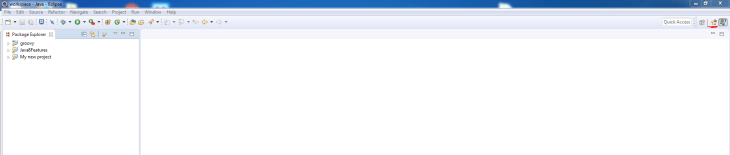 workspace - Java - Eclipse
File Edit Source Refactor Navigate Search Project Run Window Help
Quick Access
Package Explorer
groovy
Java8Features
My new project